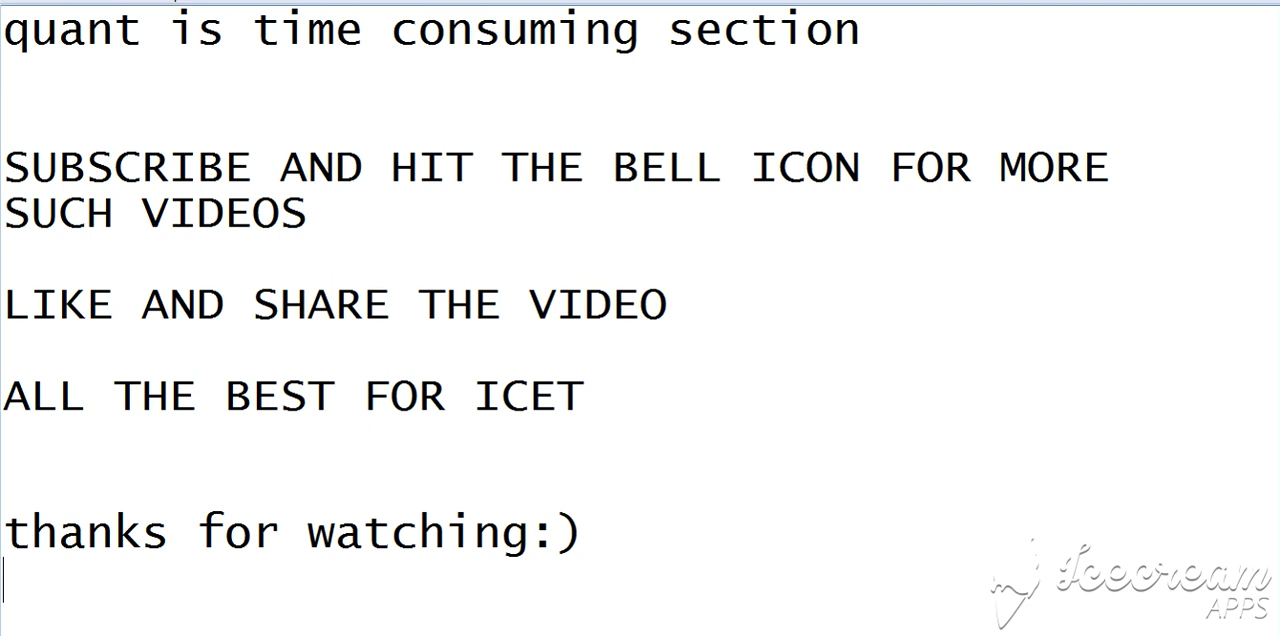 quant is time consuming section
SUBSCRIBE AND HIT THE BELL ICON FOR MORE
SUCH VIDEOS
LIKE AND SHARE THE VIDEO
ALL THE BEST FOR ICET
thanks for watching:)
Icecream
APPS